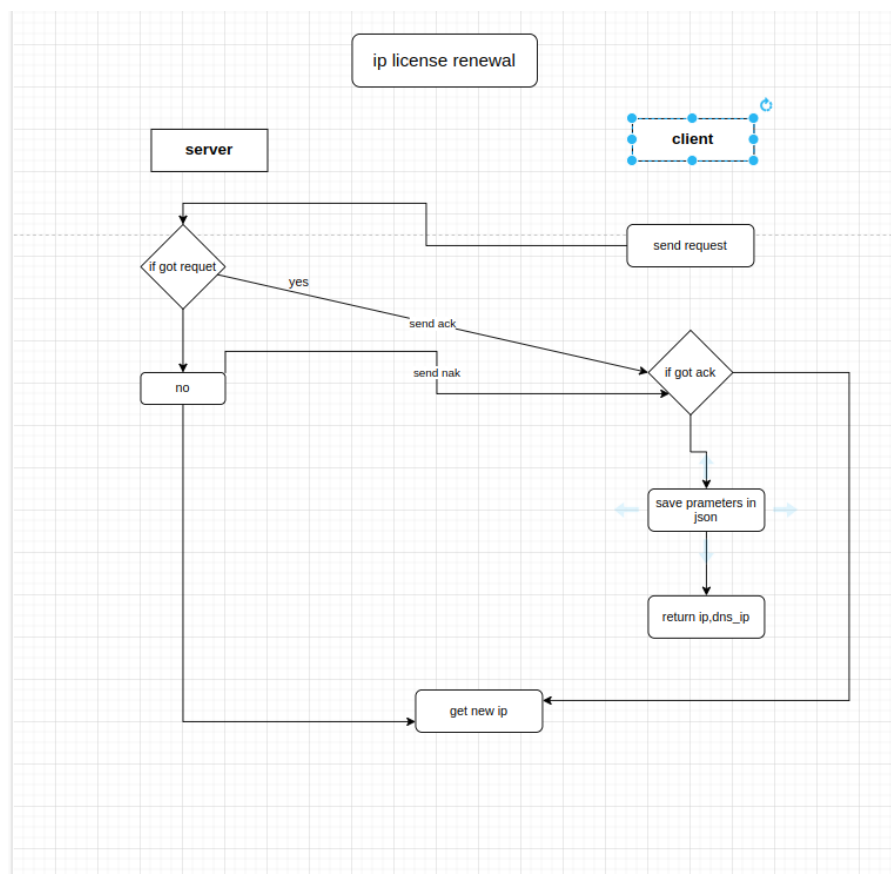 ip license renewal
server
client
send request
if got requet
yes
send ack
if got ack
send nak
no
save prameters in
json
return ip,dns_ip
get new ip